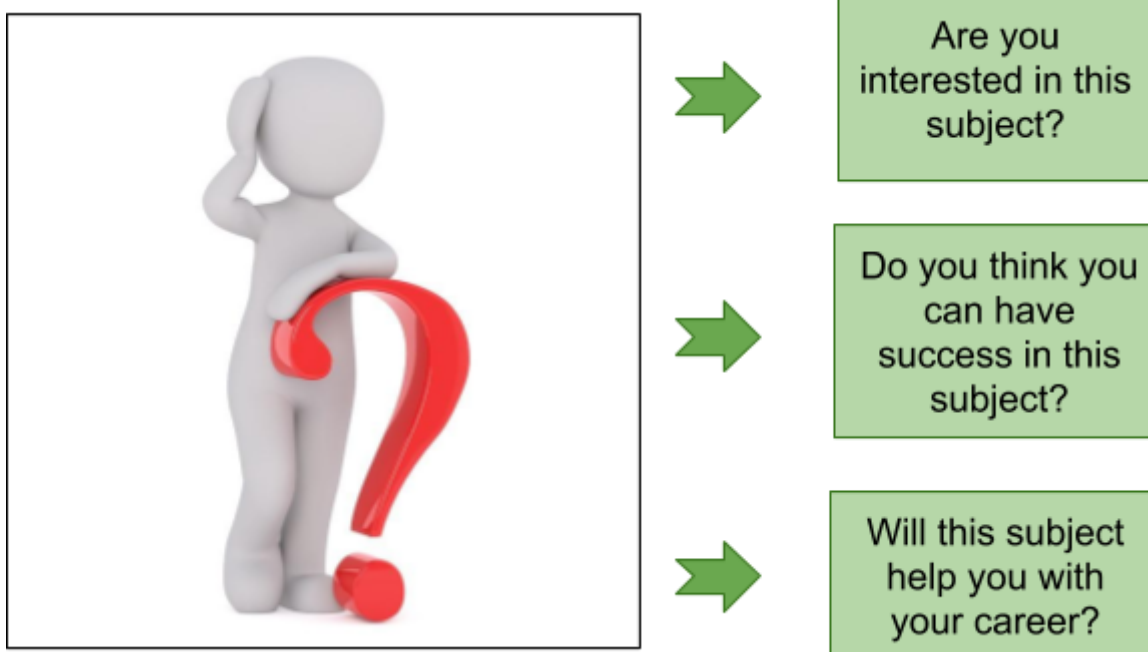 Are you
interested in this
subject?
Do you think you
can have
success in this
subject?
Will this subject
help you with
your career?